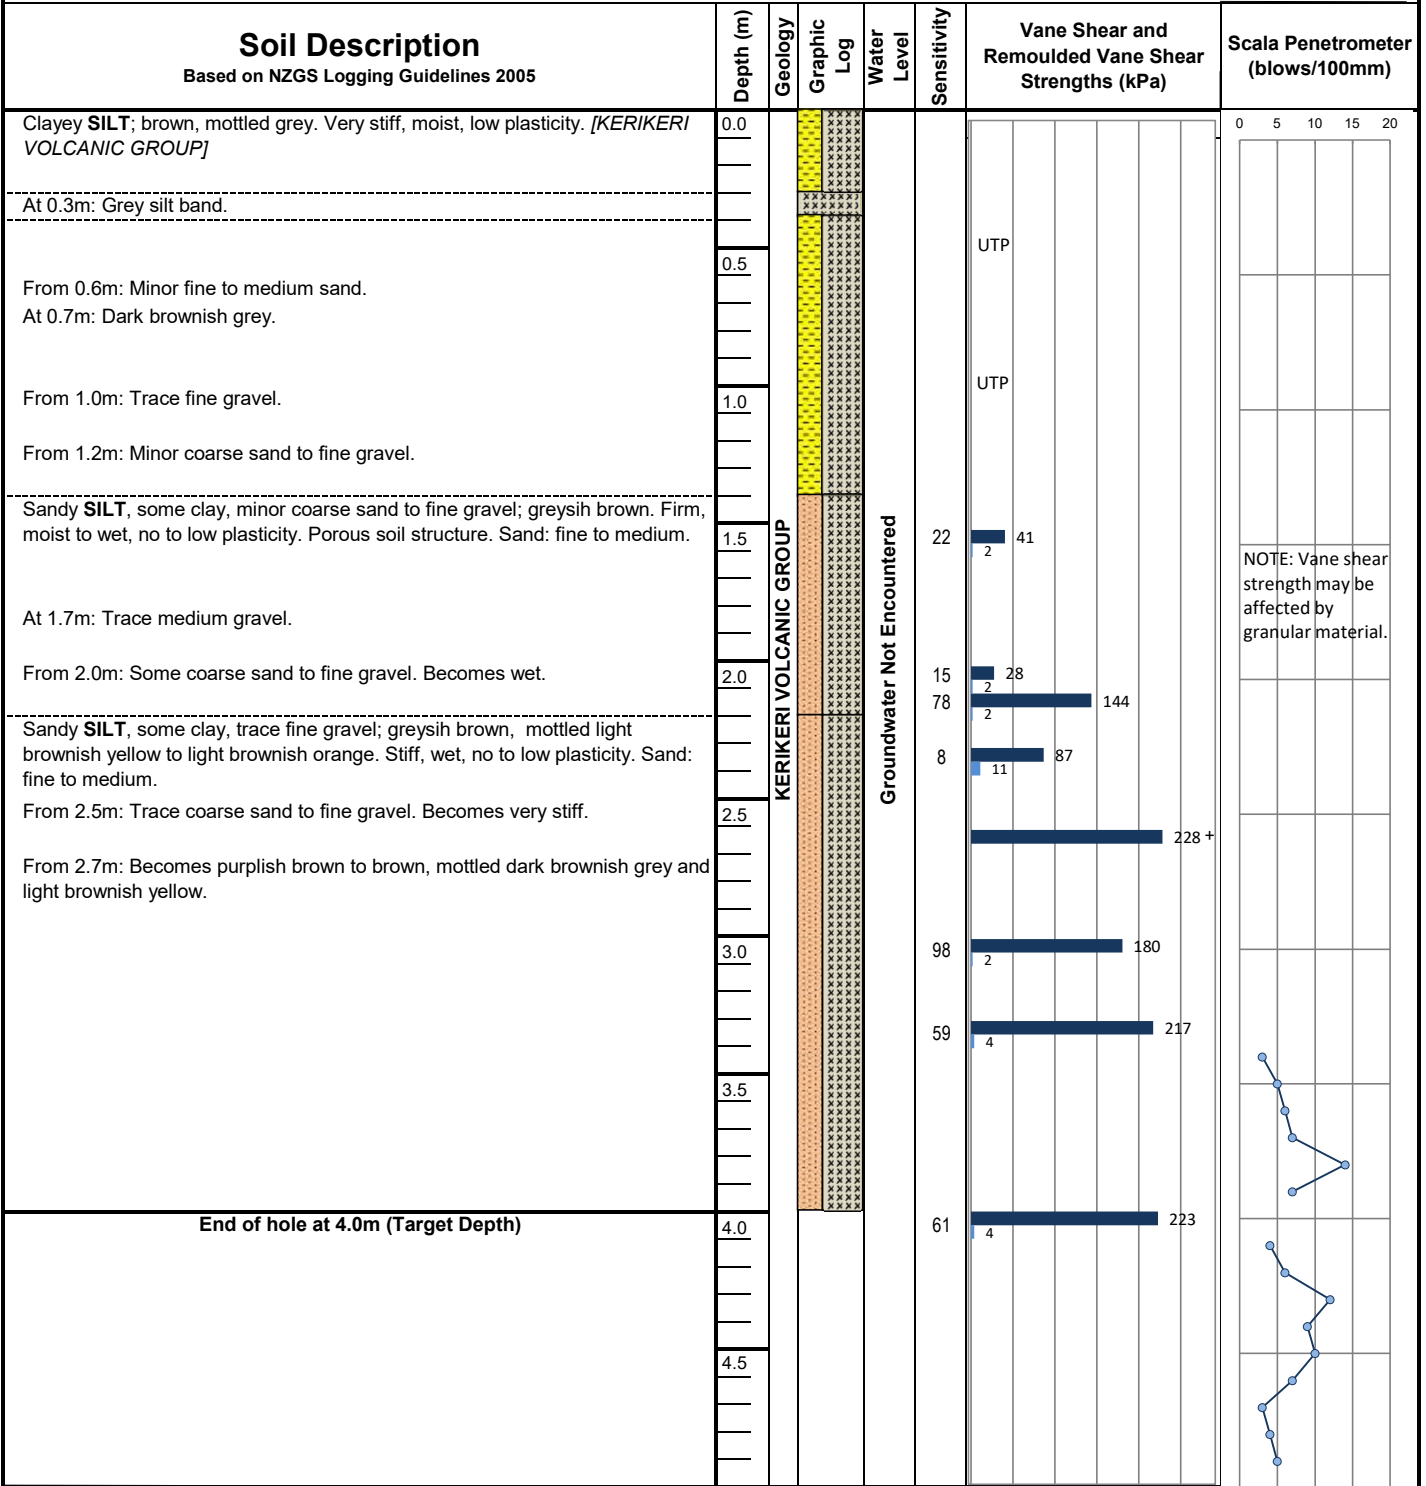 Soil Description
Based on NZGS Logging Guidelines 2005
Depth (m)
Geology
Graphic
Log
Water
Level
Sensitivity
Vane Shear and
Remoulded Vane Shear
Strengths (kPa)
Scala Penetrometer
(blows/100mm)
0 5 10 15 20
Clayey SILT; brown, mottled grey. Very stiff, moist, low plasticity. [KERIKERI
VOLCANIC GROUP]
0.0
At 0.3m: Grey silt band.
UTP
0.5
From 0.6m: Minor fine to medium sand.
At 0.7m: Dark brownish grey.
UTP
From 1.0m: Trace fine gravel.
1.0
From 1.2m: Minor coarse sand to fine gravel.
Sandy SILT, some clay, minor coarse sand to fine gravel; greysih brown. Firm,
moist to wet, no to low plasticity. Porous soil structure. Sand: fine to medium.
1.5
KERIKERI VOLCANIC GROUP
Groundwater Not Encountered
22
41
2
NOTE: Vane shear
strength may be
affected by
granular material.
At 1.7m: Trace medium gravel.
From 2.0m: Some coarse sand to fine gravel. Becomes wet.
2.0
15
28
2
78
144
2
Sandy SILT, some clay, trace fine gravel; greysih brown, mottled light
brownish yellow to light brownish orange. Stiff, wet, no to low plasticity. Sand:
fine to medium.
8
87
11
From 2.5m: Trace coarse sand to fine gravel. Becomes very stiff.
2.5
228 +
From 2.7m: Becomes purplish brown to brown, mottled dark brownish grey and
light brownish yellow.
3.0
98
180
2
59
217
4
3.5
End of hole at 4.0m (Target Depth)
4.0
61
223
4
4.5